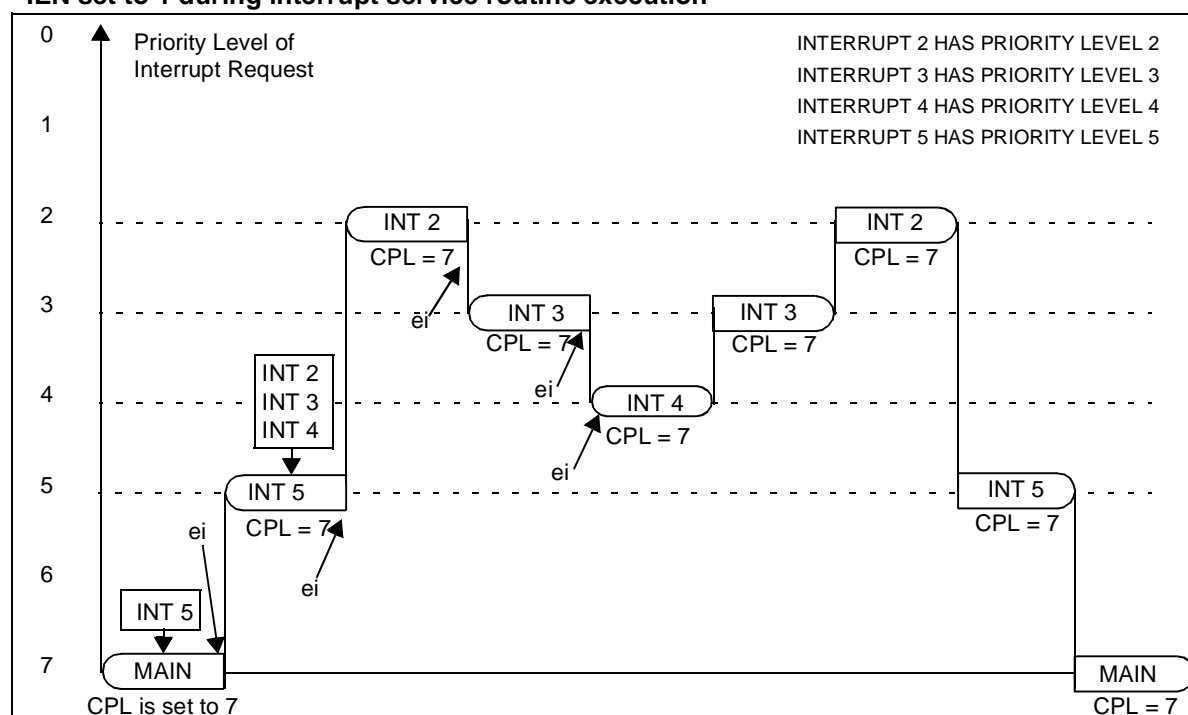 IEN set to 1 during interrupt service routine execution
0
Priority Level of
Interrupt Request
INTERRUPT 2 HAS PRIORITY LEVEL 2
INTERRUPT 3 HAS PRIORITY LEVEL 3
INTERRUPT 4 HAS PRIORITY LEVEL 4
INTERRUPT 5 HAS PRIORITY LEVEL 5
1
2
INT 2
CPL = 7
INT 2
CPL = 7
ei
3
INT 3
CPL = 7
INT 3
CPL = 7
ei
INT 2
INT 3
INT 4
4
INT 4
CPL = 7
ei
5
INT 5
CPL = 7
INT 5
CPL = 7
ei
ei
6
INT 5
7
MAIN
CPL is set to 7
MAIN
CPL = 7